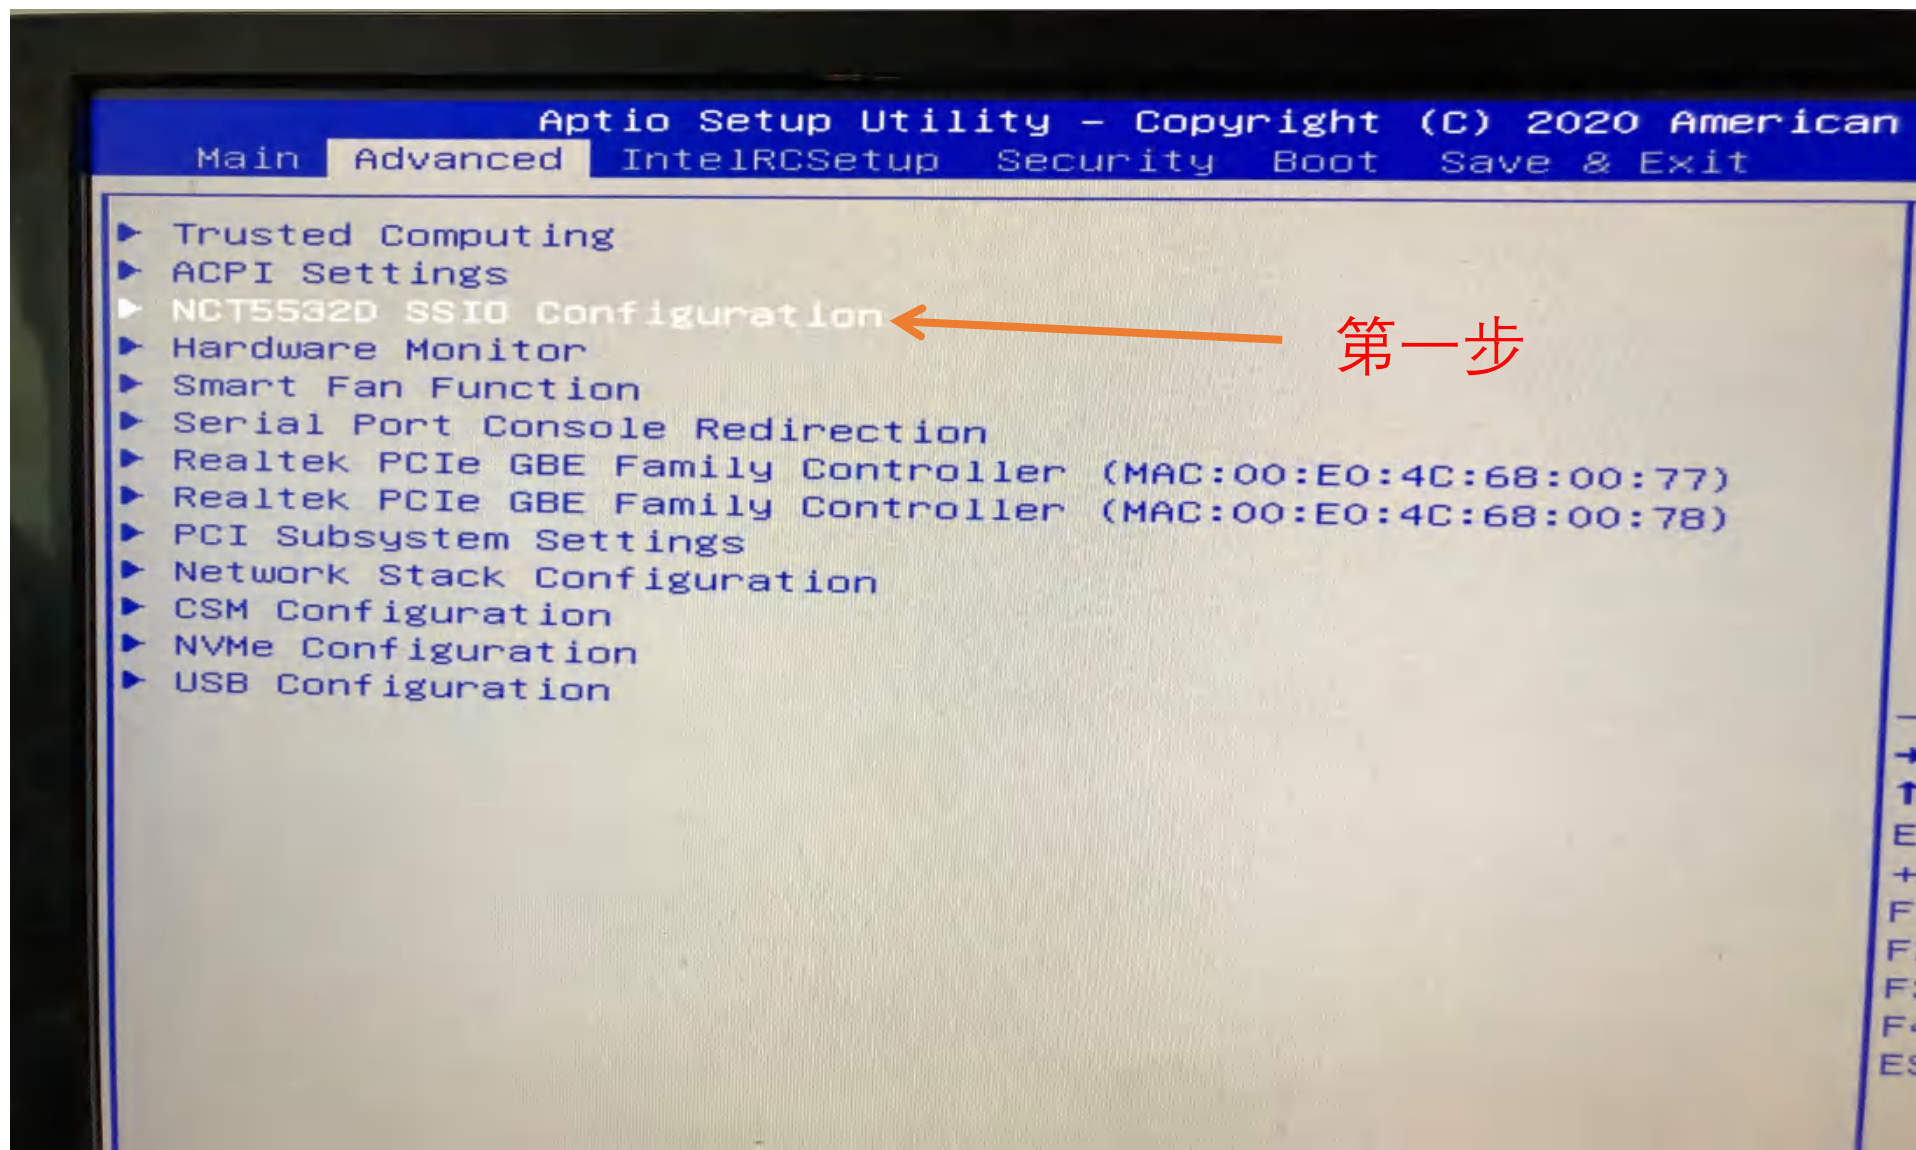 Aptio Setup Utility – Copyright (C) 2020 American
Main Advanced IntelRCSetup Security Boot Save & Exit
Trusted Computing
ACPI Settings
NCT5532D SSIO Configuration
第一步
Hardware Monitor
Smart Fan Function
Serial Port Console Redirection
Realtek PCIe GBE Family Controller (MAC:00:E0:4C:68:00:77)
Realtek PCIe GBE Family Controller (MAC:00:E0:4C:68:00:78)
PCI Subsystem Settings
Network Stack Configuration
CSM Configuration
NVMe Configuration
USB Configuration